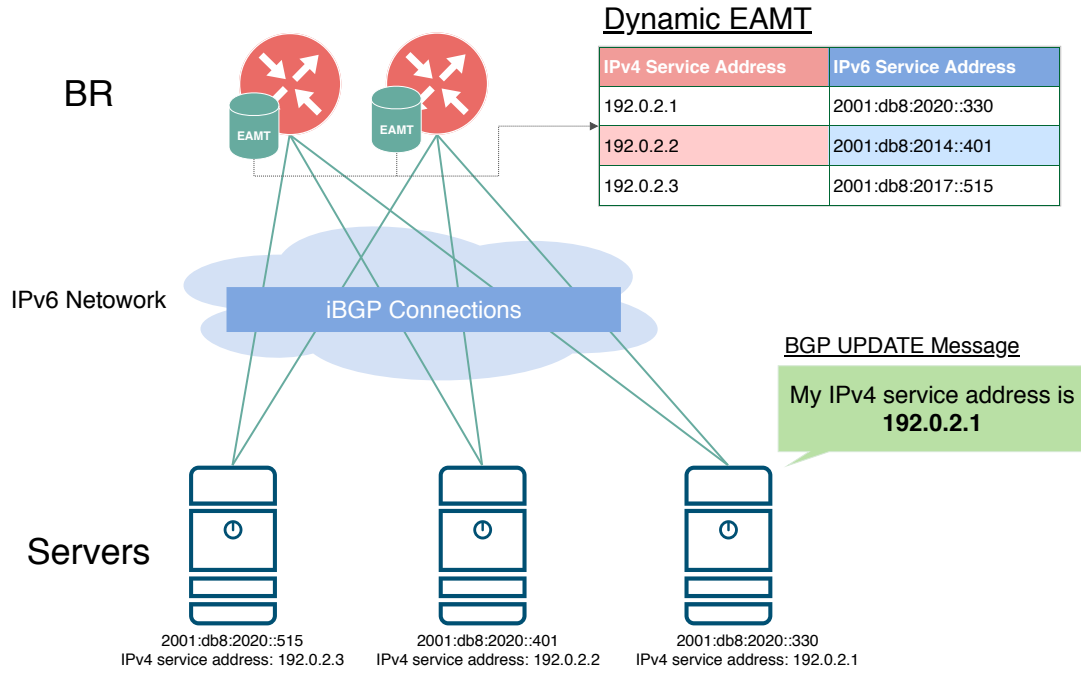 Dynamic EAMT
BR
EAMT
EAMT
IPv4 Service Address IPv6 Service Address
192.0.2.1 2001:db8:2020::330
192.0.2.2 2001:db8:2014::401
192.0.2.3 2001:db8:2017::515
IPv6 Netowork
iBGP Connections
BGP UPDATE Message
My IPv4 service address is
192.0.2.1
Servers
2001:db8:2020::515
IPv4 service address: 192.0.2.3
2001:db8:2020::401
IPv4 service address: 192.0.2.2
2001:db8:2020::330
IPv4 service address: 192.0.2.1